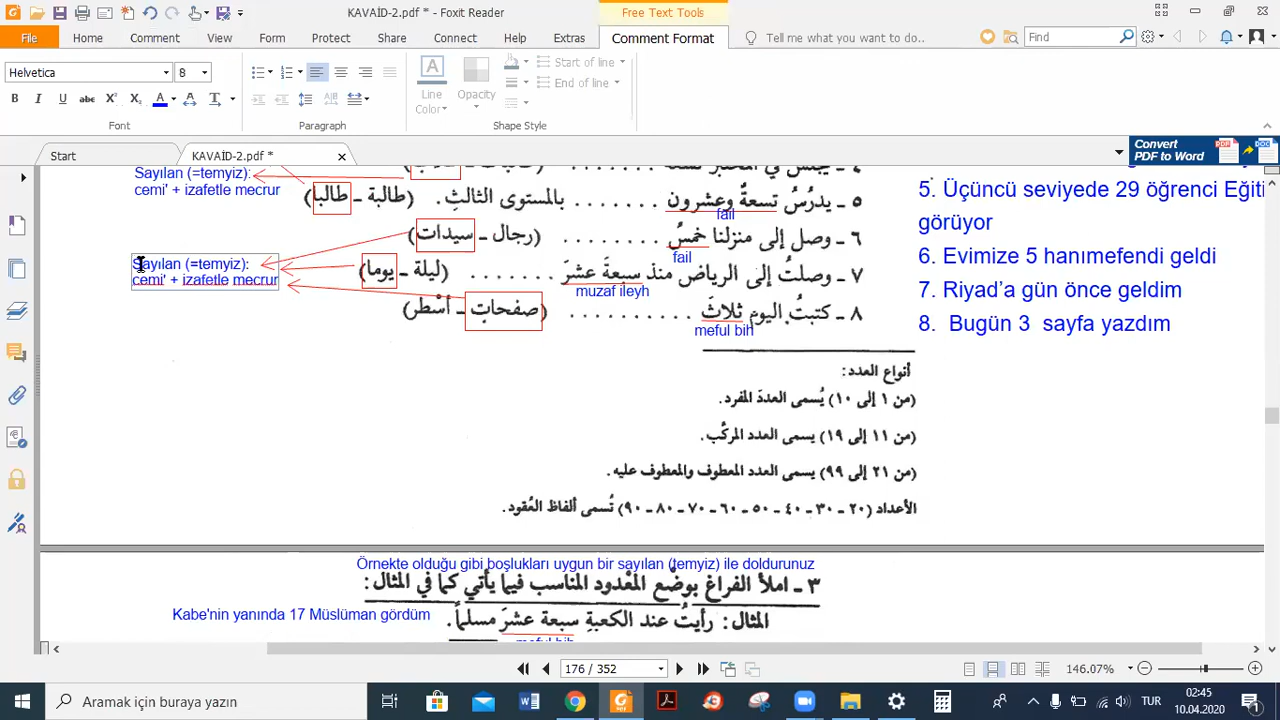 KAVAİD-2.pdf * - Foxit Reader
Free Text Tools
File Home Comment View Form Protect Share Connect Help Extras Comment Format Tell me what you want to do... Find
Helvetica 8
Line Color
Opacity
Start of line
End of line
Font Paragraph Shape Style
Start KAVAİD-2.pdf *
Convert PDF to Word
Sayılan (=temyiz):
cemi' + izafetle mecrur
٥ ـ يدرُسُ تسعةٌ وعشرون . . . . . . . بالمستوى الثالثِ. (طالبة ـ طالبا)
fail
٦ ـ وصل إلى منزلنا خمسُ . . . . . . . . . . (رجال ـ سيدات)
fail
Sayılan (=temyiz):
cemi' + izafetle mecrur
٧ ـ وصلتُ إلى الرياض منذ سبعةَ عشرَ . . . . . . . (ليلة ـ يوما)
muzaf ileyh
٨ ـ كتبتُ اليوم ثلاثَ . . . . . . . . . . (صفحاتٍ ـ أسْطر)
meful bih
5. Üçüncü seviyede 29 öğrenci Eğiti
görüyor
6. Evimize 5 hanımefendi geldi
7. Riyad’a gün önce geldim
8. Bugün 3 sayfa yazdım
أنواع العدد:
(من ١ إلى ١٠) يُسمى العددَ المفرد.
(من ١١ إلى ١٩) يسمى العدد المركَّب.
(من ٢١ إلى ٩٩) يسمى العدد المعطوف والمعطوف عليه.
الأعداد (٢٠ ـ ٣٠ ـ ٤٠ ـ ٥٠ ـ ٦٠ ـ ٧٠ ـ ٨٠ ـ ٩٠) تُسمى ألفاظ العُقود.
Örnekte olduğu gibi boşlukları uygun bir sayılan (temyiz) ile doldurunuz
٣ ـ املأ الفراغ بوضْع المعْدود المناسب فيما يأتي كما في المثال:
Kabe'nin yanında 17 Müslüman gördüm
المثال: رأيتُ عند الكعبةِ سبعة عشرَ مسلماً.
176 / 352
146.07%
Aramak için buraya yazın
TUR
02:45
10.04.2020